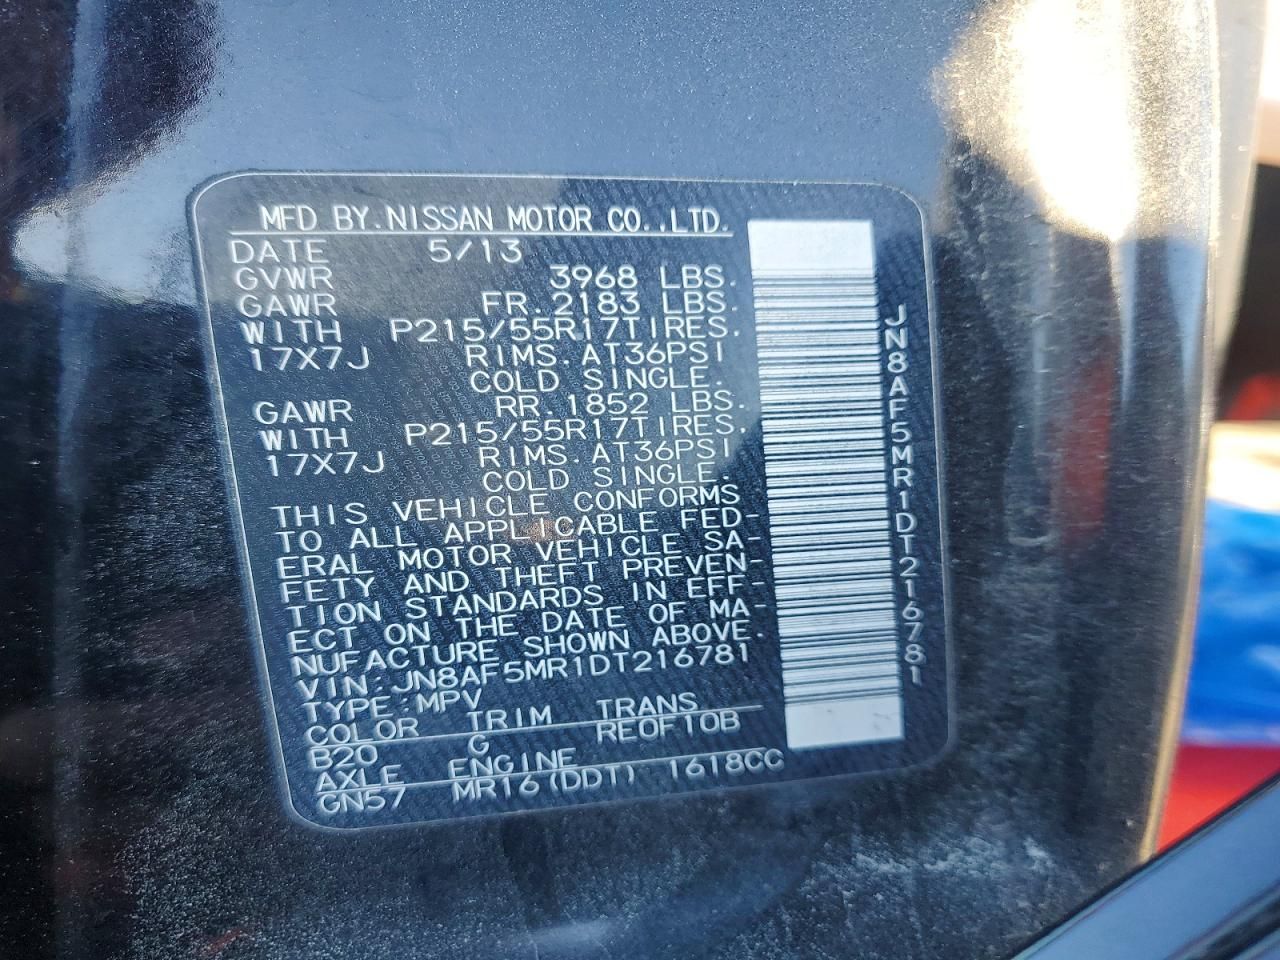 MFD BY.NISSAN MOTOR CO.,LTD.
DATE 5/13
GVWR 3968 LBS.
GAWR FR.2183 LBS.
WITH P215/55R17TIRES.
17X7J RIMS.AT36PSI
COLD SINGLE.
GAWR RR.1852 LBS.
WITH P215/55R17TIRES.
17X7J RIMS.AT36PSI
COLD SINGLE.
THIS VEHICLE CONFORMS
TO ALL APPLICABLE FED-
ERAL MOTOR VEHICLE SA-
FETY AND THEFT PREVEN-
TION STANDARDS IN EFF-
ECT ON THE DATE OF MA-
NUFACTURE SHOWN ABOVE.
VIN:JN8AF5MR1DT216781
TYPE:MPV
COLOR TRIM TRANS
B20 G RE0F10B
AXLE ENGINE
GN57 MR16(DDT) 1618CC
JN8AF5MR1DT216781